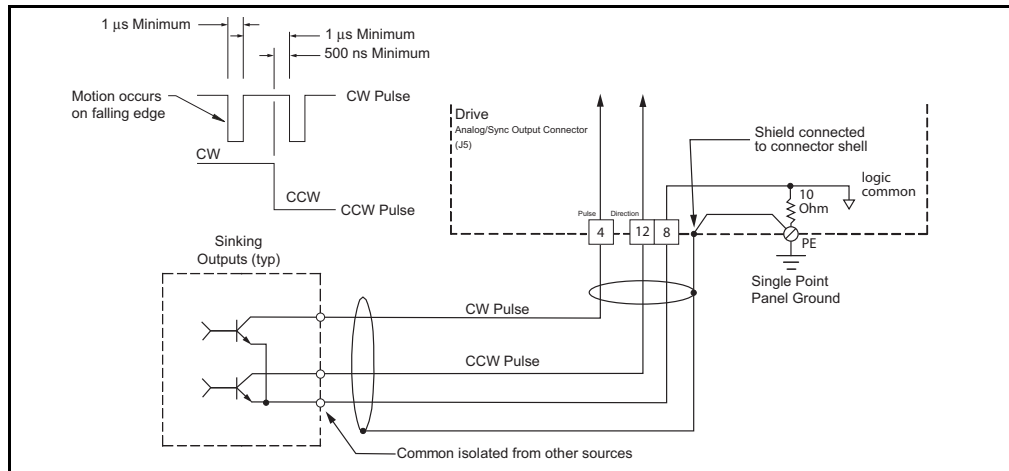 1 μs Minimum
1 μs Minimum
500 ns Minimum
Motion occurs
on falling edge
CW Pulse
CW
CCW
CCW Pulse
Drive
Analog/Sync Output Connector
(J5)
Shield connected
to connector shell
logic
common
10
Ohm
Pulse
Direction
4
12
8
PE
Single Point
Panel Ground
Sinking
Outputs (typ)
CW Pulse
CCW Pulse
Common isolated from other sources